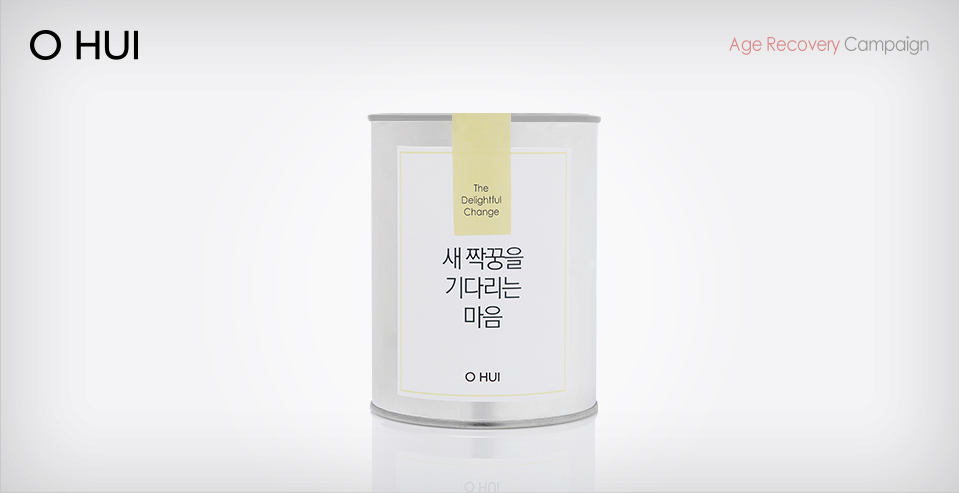 O HUI
Age Recovery Campaign
The
Delightful
Change
새 짝꿍을
기다리는
마음
O HUI